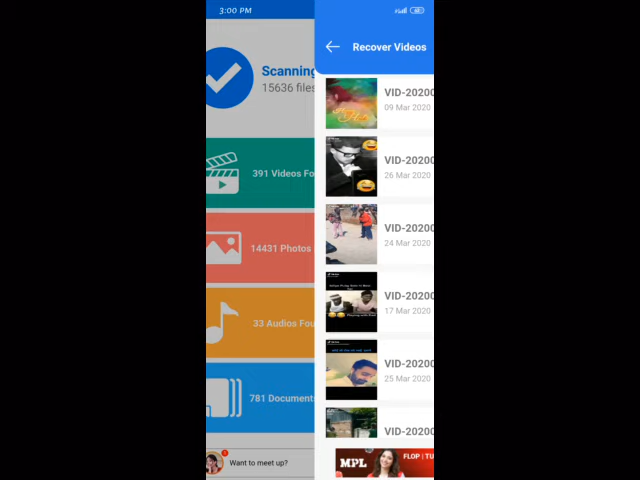 3:00 PM
Scanning
15636 files
391 Videos Fo
14431 Photos
33 Audios Fou
781 Document
Want to meet up?
Recover Videos
VID-20200
09 Mar 2020
VID-20200
26 Mar 2020
VID-20200
24 Mar 2020
VID-20200
17 Mar 2020
VID-20200
25 Mar 2020
VID-20200
MPL
FLOP | TU